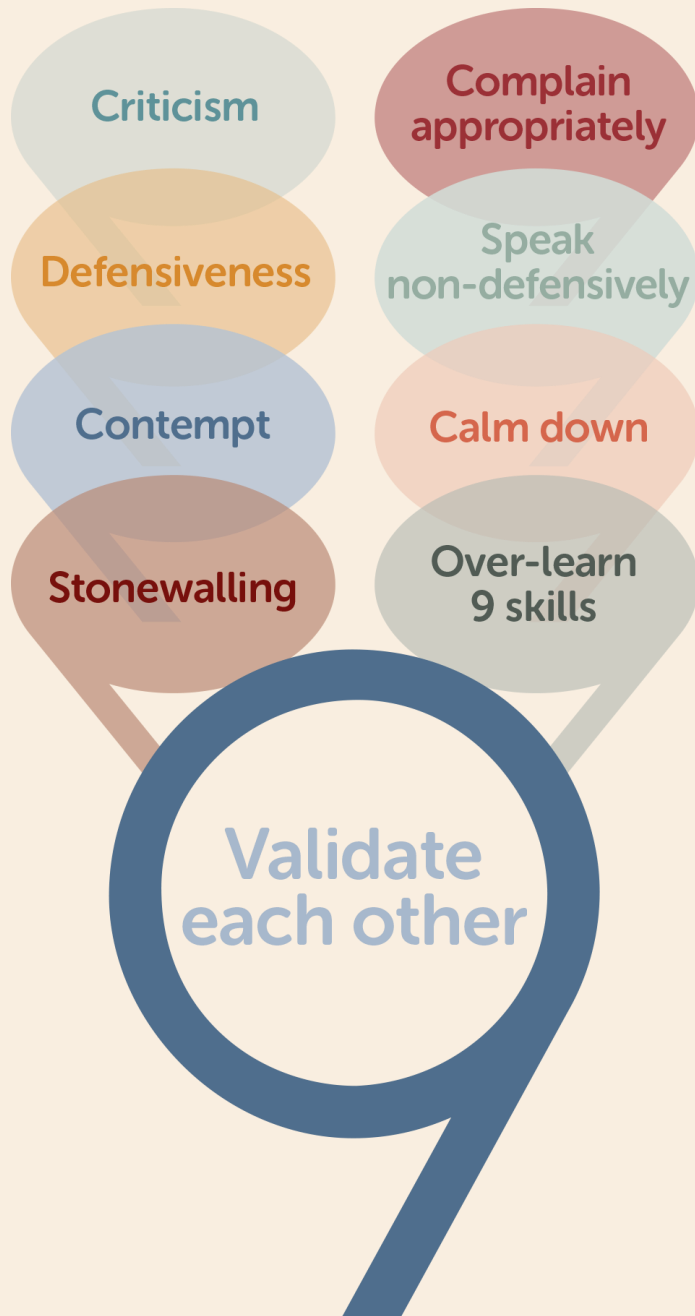 Criticism
Defensiveness
Contempt
Stonewalling
Complain
appropriately
Speak
non-defensively
Calm down
Over-learn
9 skills
Validate
each other